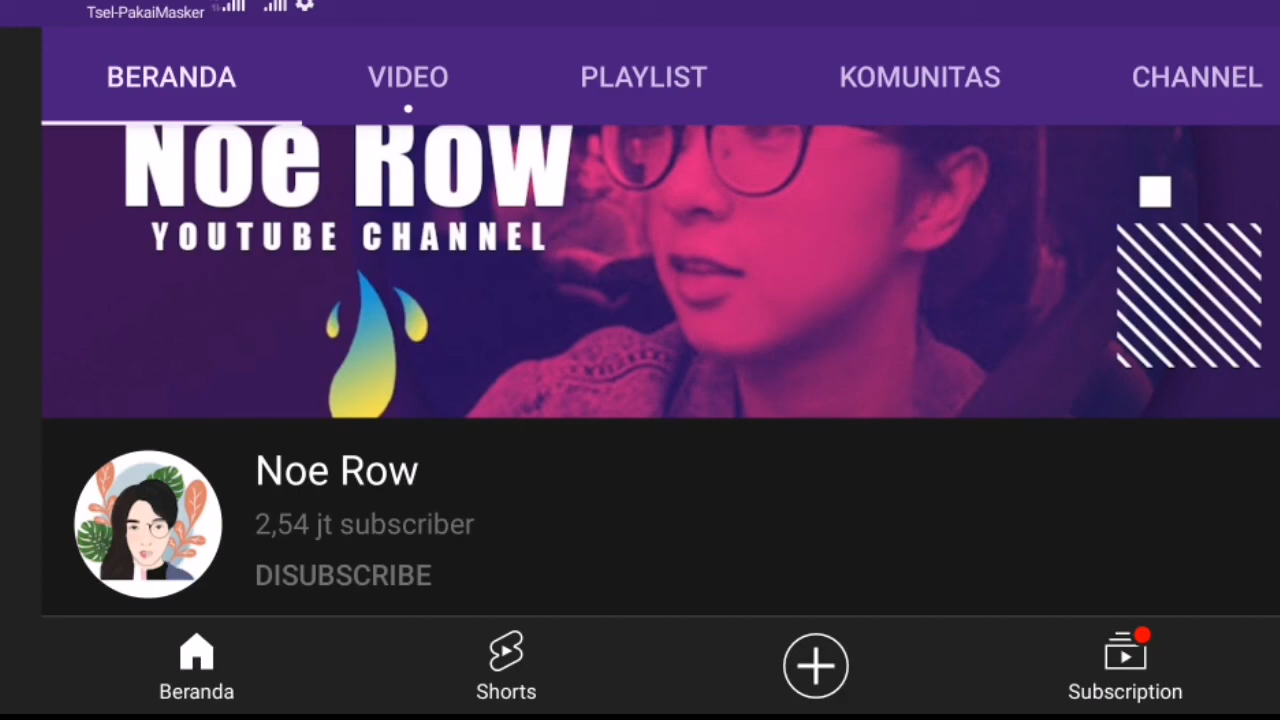 Tsel-PakaiMasker
BERANDA VIDEO PLAYLIST KOMUNITAS CHANNEL
Noe Row
YOUTUBE CHANNEL
Noe Row
2,54 jt subscriber
DISUBSCRIBE
Beranda Shorts Subscription